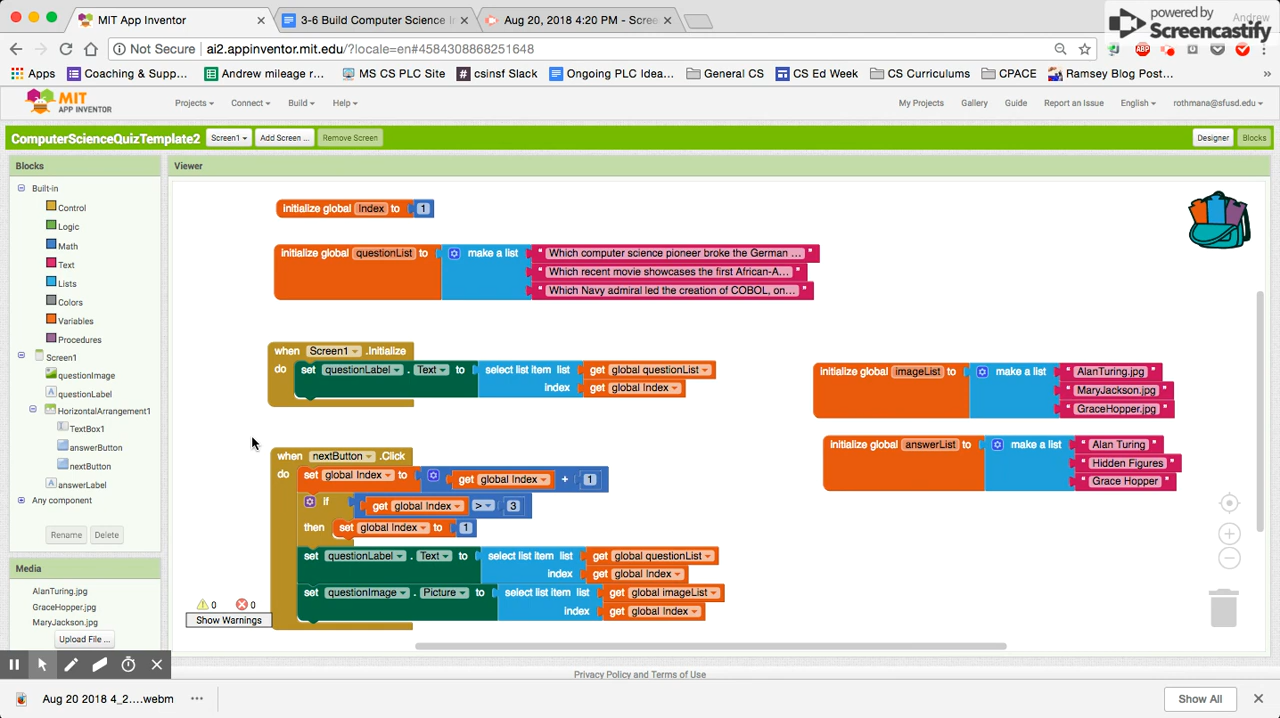 MIT App Inventor
3-6 Build Computer Science I
Aug 20, 2018 4:20 PM - Scree
Andrew
powered by
Screencastify
Not Secure ai2.appinventor.mit.edu/?locale=en#4584308868251648
ABP
Apps Coaching & Supp... Andrew mileage r... MS CS PLC Site csinsf Slack Ongoing PLC Idea... General CS CS Ed Week CS Curriculums CPACE Ramsey Blog Post... »
MIT
APP INVENTOR
Projects Connect Build Help My Projects Gallery Guide Report an Issue English rothmana@sfusd.edu
ComputerScienceQuizTemplate2 Screen1 Add Screen ... Remove Screen Designer Blocks
Blocks
Viewer
Built-in
Control
Logic
Math
Text
Lists
Colors
Variables
Procedures
Screen1
questionImage
questionLabel
HorizontalArrangement1
TextBox1
answerButton
nextButton
answerLabel
Any component
Rename Delete
Media
AlanTuring.jpg
GraceHopper.jpg
MaryJackson.jpg
Upload File ...
initialize global Index to 1
initialize global questionList to make a list " Which computer science pioneer broke the German ... "
" Which recent movie showcases the first African-A... "
" Which Navy admiral led the creation of COBOL, on... "
when Screen1 .Initialize
do set questionLabel . Text to select list item list get global questionList
index get global Index
when nextButton .Click
do set global Index to get global Index + 1
if get global Index > 3
then set global Index to 1
set questionLabel . Text to select list item list get global questionList
index get global Index
set questionImage . Picture to select list item list get global imageList
index get global Index
initialize global imageList to make a list " AlanTuring.jpg "
" MaryJackson.jpg "
" GraceHopper.jpg "
initialize global answerList to make a list " Alan Turing "
" Hidden Figures "
" Grace Hopper "
0 0
Show Warnings
Privacy Policy and Terms of Use
Aug 20 2018 4_2....webm
Show All